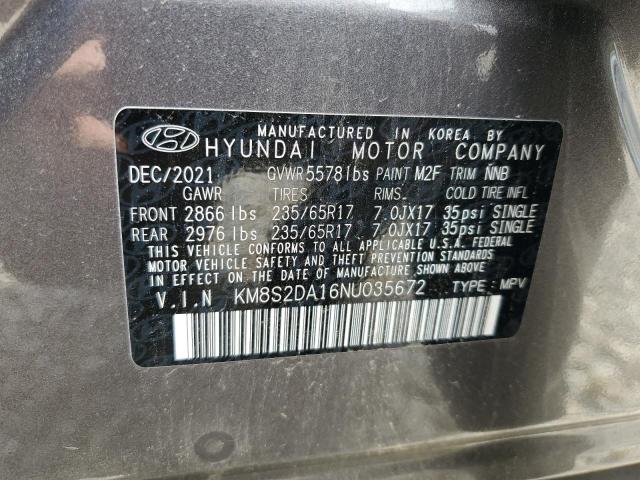 MANUFACTURED IN KOREA BY
HYUNDAI MOTOR COMPANY
DEC/2021 GVWR 5578lbs PAINT M2F TRIM NNB
GAWR TIRES RIMS COLD TIRE INFL
FRONT 2866 lbs 235/65R17 7.0JX17 35psi SINGLE
REAR 2976 lbs 235/65R17 7.0JX17 35psi SINGLE
THIS VEHICLE CONFORMS TO ALL APPLICABLE U.S.A. FEDERAL
MOTOR VEHICLE SAFETY AND THEFT PREVENTION
STANDARDS IN EFFECT ON THE DATE OF MANUFACTURE SHOWN ABOVE.
V.I.N KM8S2DA16NU035672 TYPE: MPV